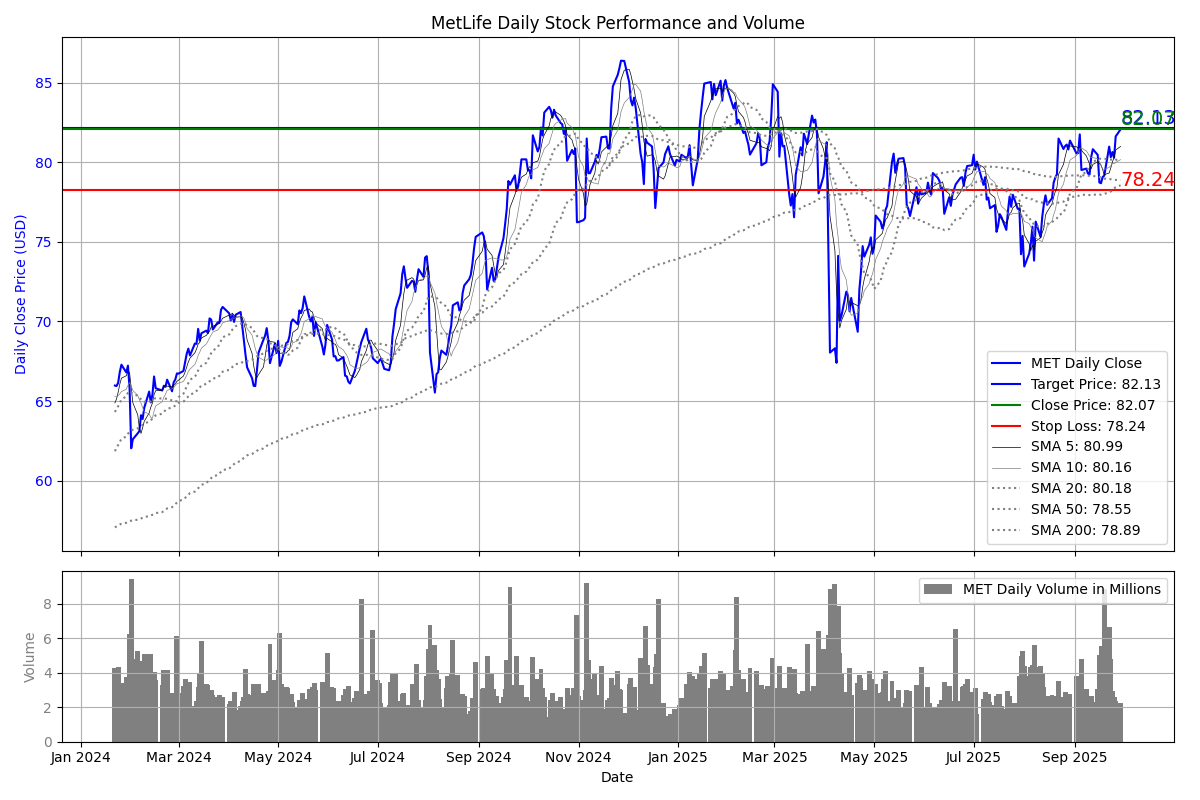 MetLife Daily Stock Performance and Volume
Daily Close Price (USD)
85
80
75
70
65
60
82.13
82.07
78.24
MET Daily Close
Target Price: 82.13
Close Price: 82.07
Stop Loss: 78.24
SMA 5: 80.99
SMA 10: 80.16
SMA 20: 80.18
SMA 50: 78.55
SMA 200: 78.89
MET Daily Volume in Millions
Volume
8
6
4
2
0
Jan 2024 Mar 2024 May 2024 Jul 2024 Sep 2024 Nov 2024 Jan 2025 Mar 2025 May 2025 Jul 2025 Sep 2025
Date